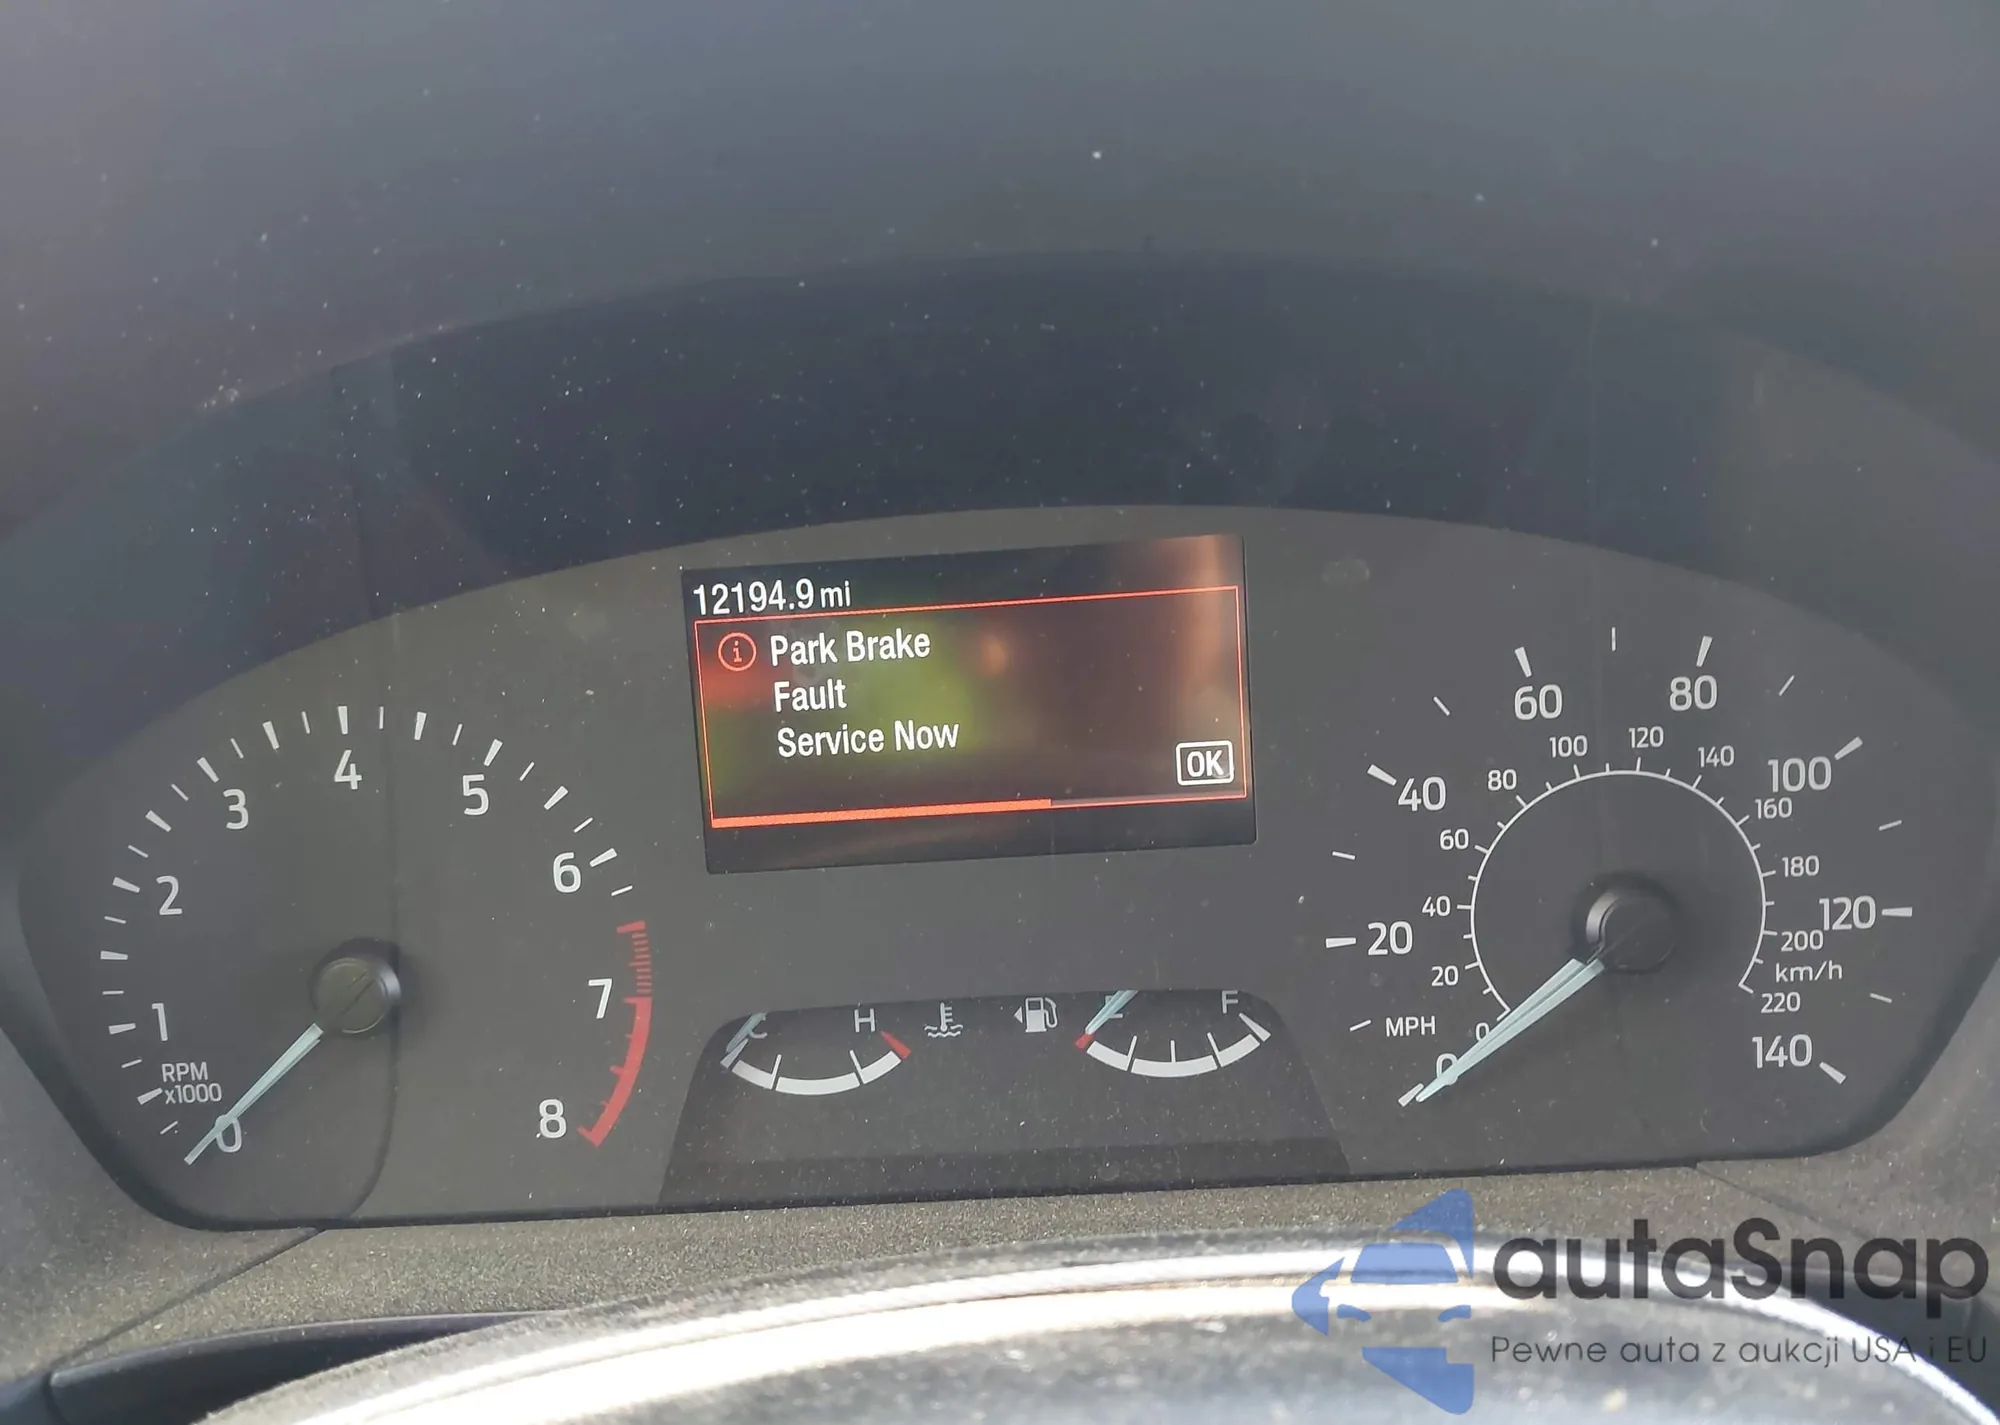 12194.9 mi
Park Brake
Fault
Service Now
OK
0
1
2
3
4
5
6
7
8
RPM
x1000
C
H
E
F
MPH
0
20
40
60
80
100
120
140
0
20
40
60
80
100
120
140
160
180
200
220
km/h
autaSnap
Pewne auta z aukcji USA i EU